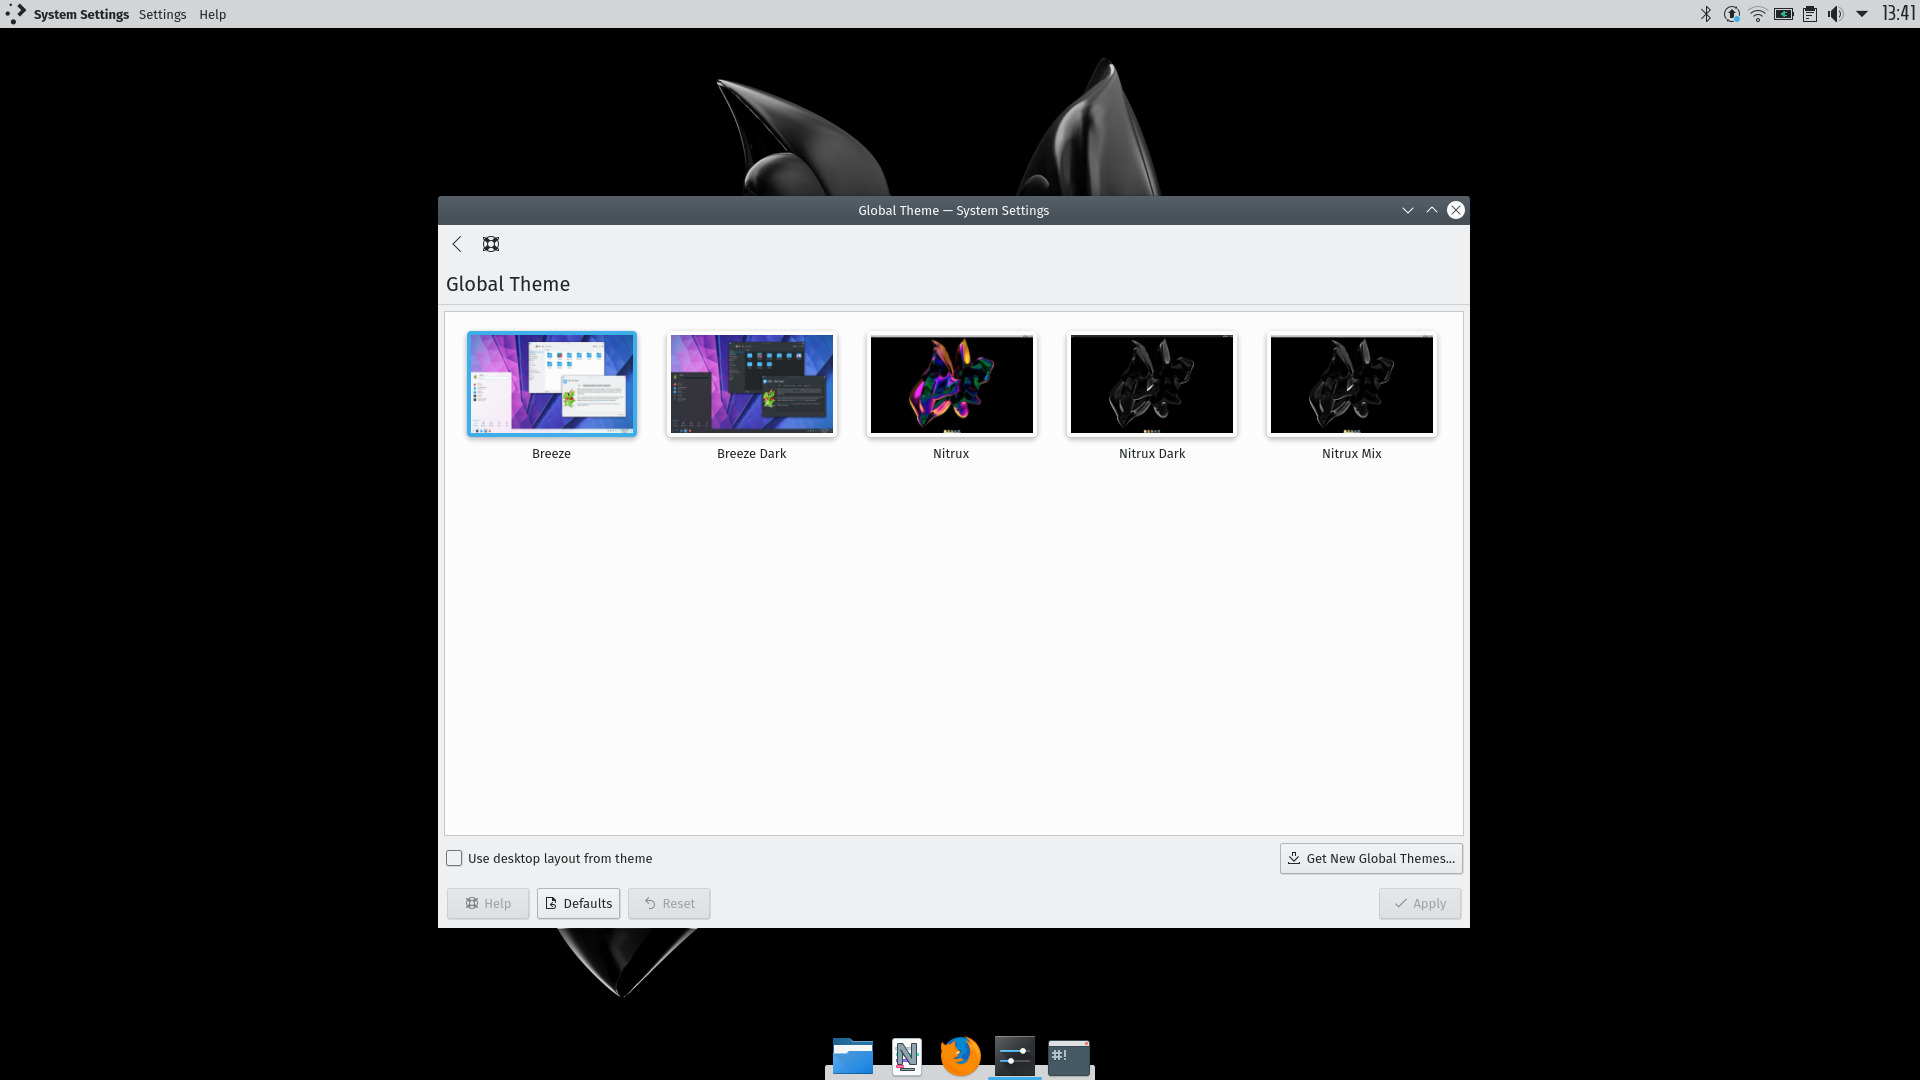 System Settings Settings Help 13:41
Global Theme — System Settings
Global Theme
Breeze Breeze Dark Nitrux Nitrux Dark Nitrux Mix
Use desktop layout from theme Get New Global Themes...
Help Defaults Reset Apply
N
#!